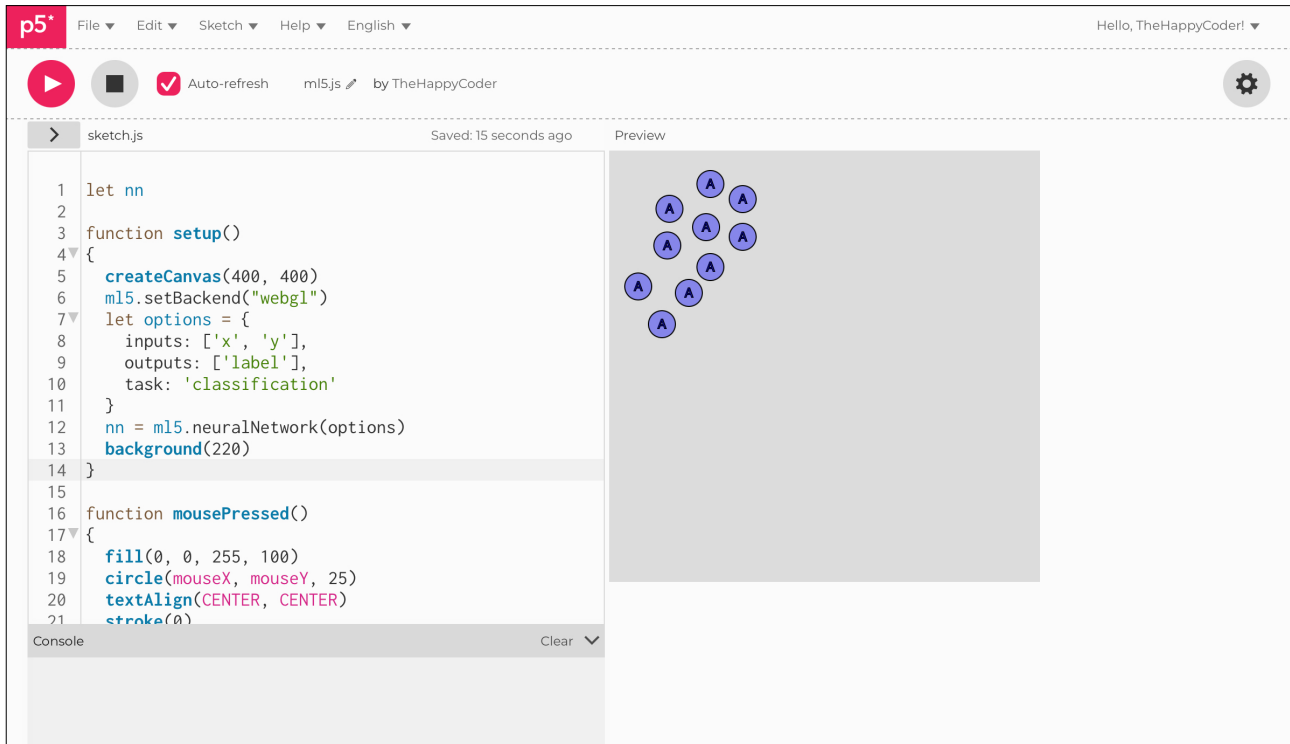 p5* File Edit Sketch Help English Hello, TheHappyCoder!
Auto-refresh ml5.js by TheHappyCoder
sketch.js Saved: 15 seconds ago Preview
1 let nn
2
3 function setup()
4 {
5 createCanvas(400, 400)
6 ml5.setBackend("webgl")
7 let options = {
8 inputs: ['x', 'y'],
9 outputs: ['label'],
10 task: 'classification'
11 }
12 nn = ml5.neuralNetwork(options)
13 background(220)
14 }
15
16 function mousePressed()
17 {
18 fill(0, 0, 255, 100)
19 circle(mouseX, mouseY, 25)
20 textAlign(CENTER, CENTER)
21 stroke(0)
Console Clear
A
A
A
A
A
A
A
A
A
A